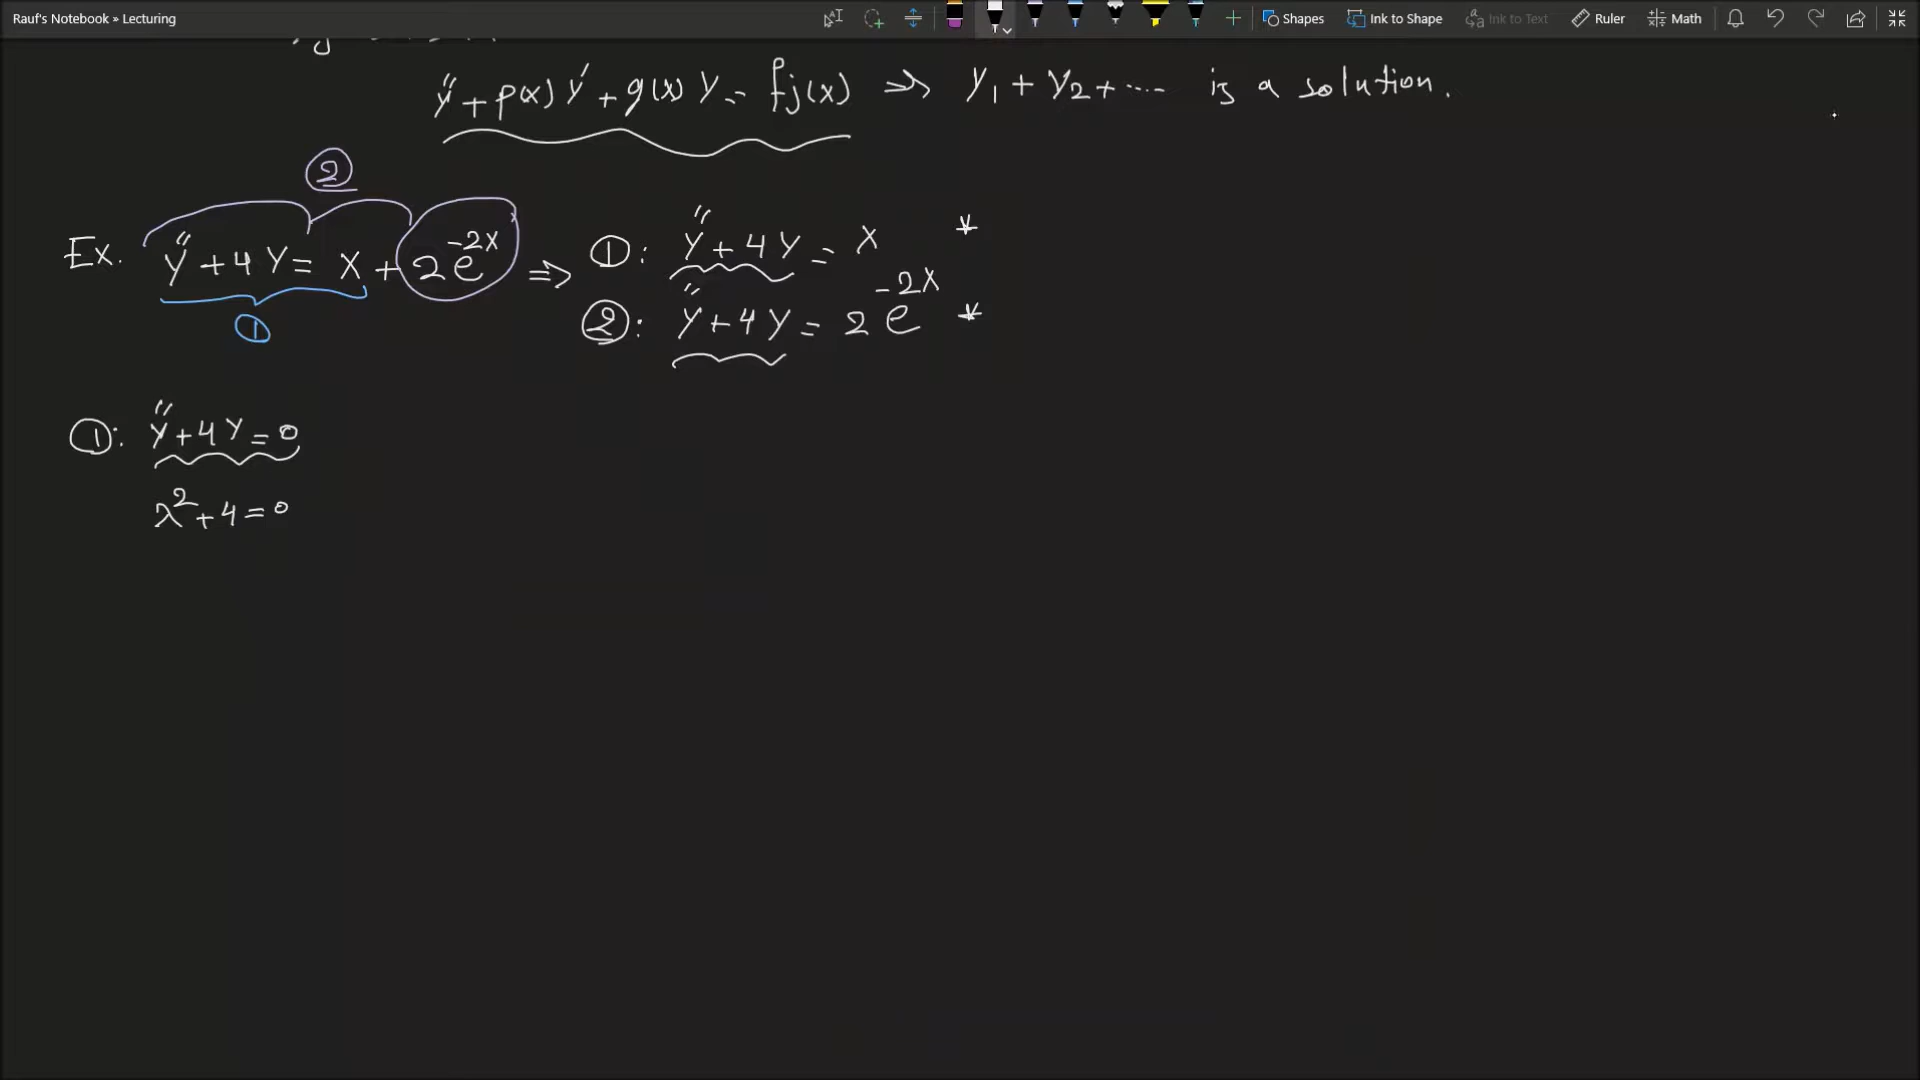 Rauf's Notebook » Lecturing
Shapes Ink to Shape Ink to Text Ruler Math
y'' + p(x) y' + g(x) y = fj(x) ⇒ y₁ + y₂ + .... is a solution.
②
Ex. y'' + 4y = x + 2e^{-2x} ⇒ ①: y'' + 4y = x *
①
②: y'' + 4y = 2e^{-2x} *
①: y'' + 4y = 0
λ² + 4 = 0